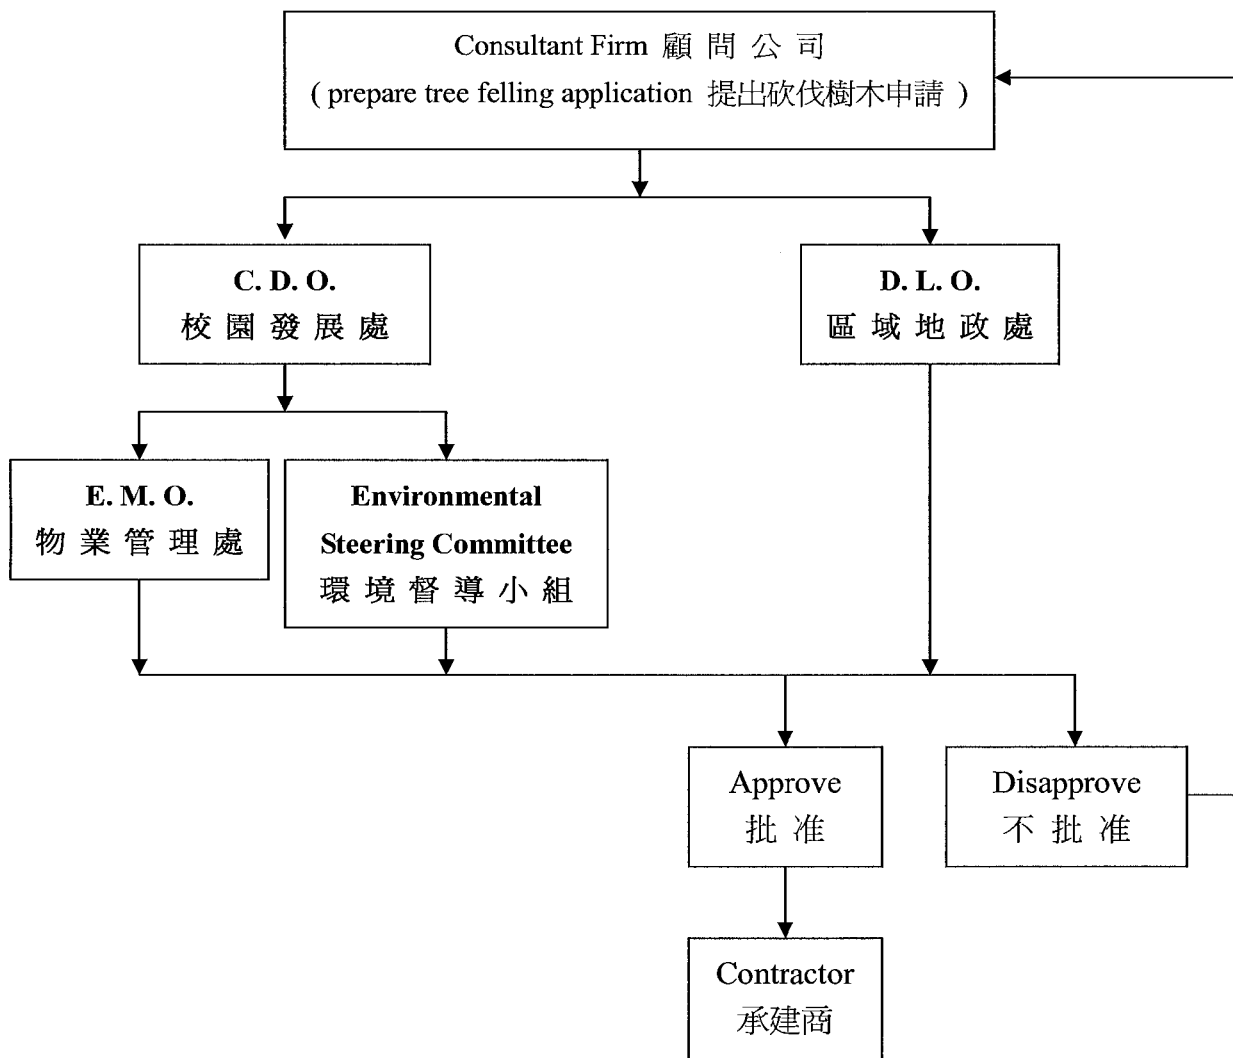 Consultant Firm 顧 問 公 司
( prepare tree felling application 提出砍伐樹木申請 )
C. D. O.
校 園 發 展 處
D. L. O.
區 域 地 政 處
E. M. O.
物 業 管 理 處
Environmental
Steering Committee
環 境 督 導 小 組
Approve
批 准
Disapprove
不 批 准
Contractor
承建商